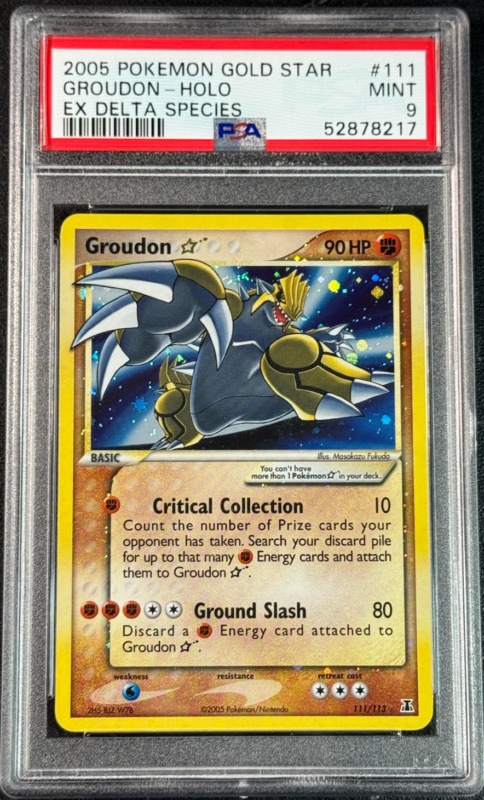 2005 POKEMON GOLD STAR #111
GROUDON - HOLO MINT
EX DELTA SPECIES 9
PSA 52878217
Groudon ☆ 90 HP
BASIC Illus. Masakazu Fukuda
You can't have
more than 1 Pokémon☆ in your deck.
Critical Collection 10
Count the number of Prize cards your
opponent has taken. Search your discard pile
for up to that many Energy cards and attach
them to Groudon ☆.
Ground Slash 80
Discard a Energy card attached to
Groudon ☆.
weakness resistance retreat cost
©2005 Pokémon/Nintendo 111/113